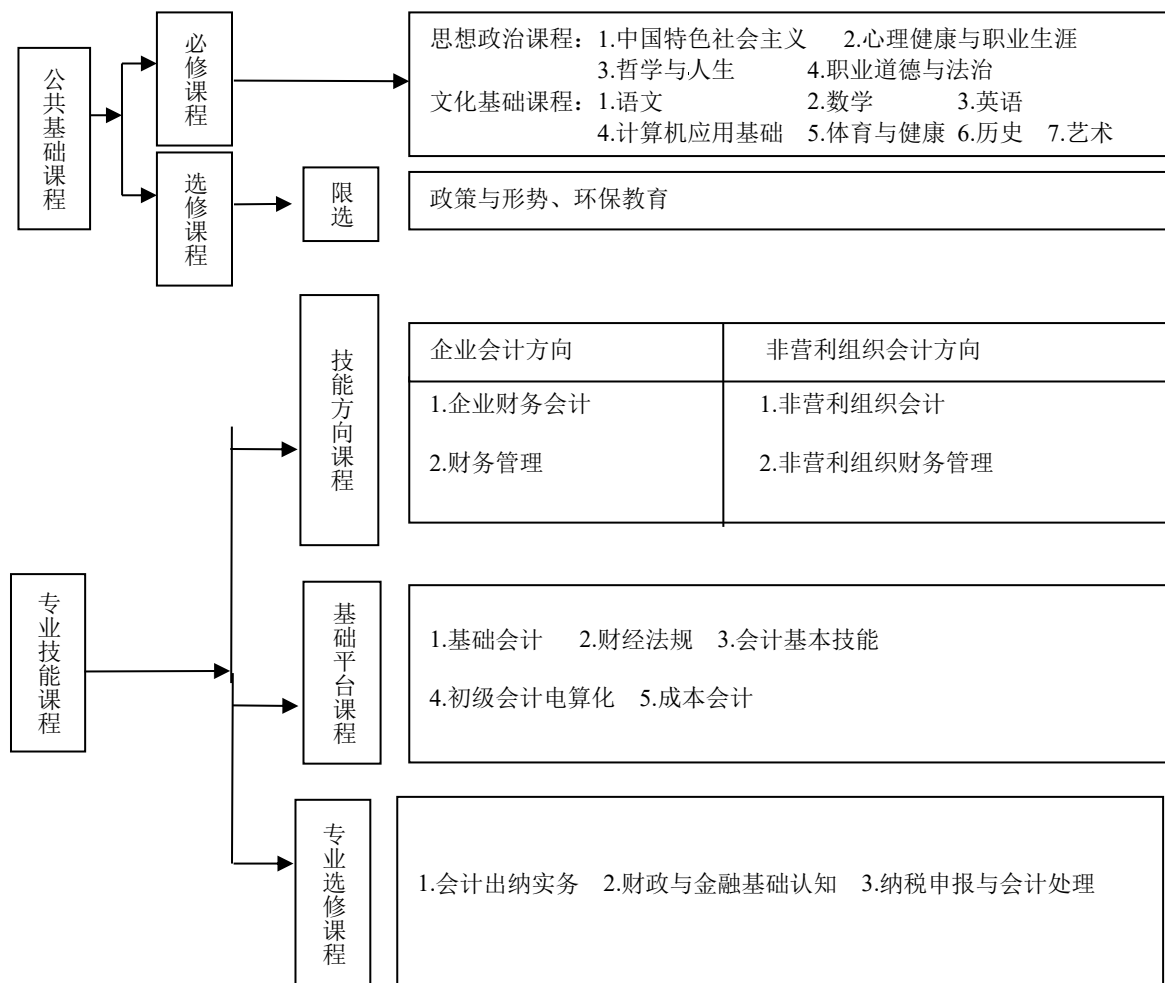 公共基础课程
必修课程
思想政治课程：1.中国特色社会主义 2.心理健康与职业生涯
3.哲学与人生 4.职业道德与法治
文化基础课程：1.语文 2.数学 3.英语
4.计算机应用基础 5.体育与健康 6.历史 7.艺术
选修课程
限选
政策与形势、环保教育
专业技能课程
技能方向课程
企业会计方向 非营利组织会计方向
1.企业财务会计 1.非营利组织会计
2.财务管理 2.非营利组织财务管理
基础平台课程
1.基础会计 2.财经法规 3.会计基本技能
4.初级会计电算化 5.成本会计
专业选修课程
1.会计出纳实务 2.财政与金融基础认知 3.纳税申报与会计处理